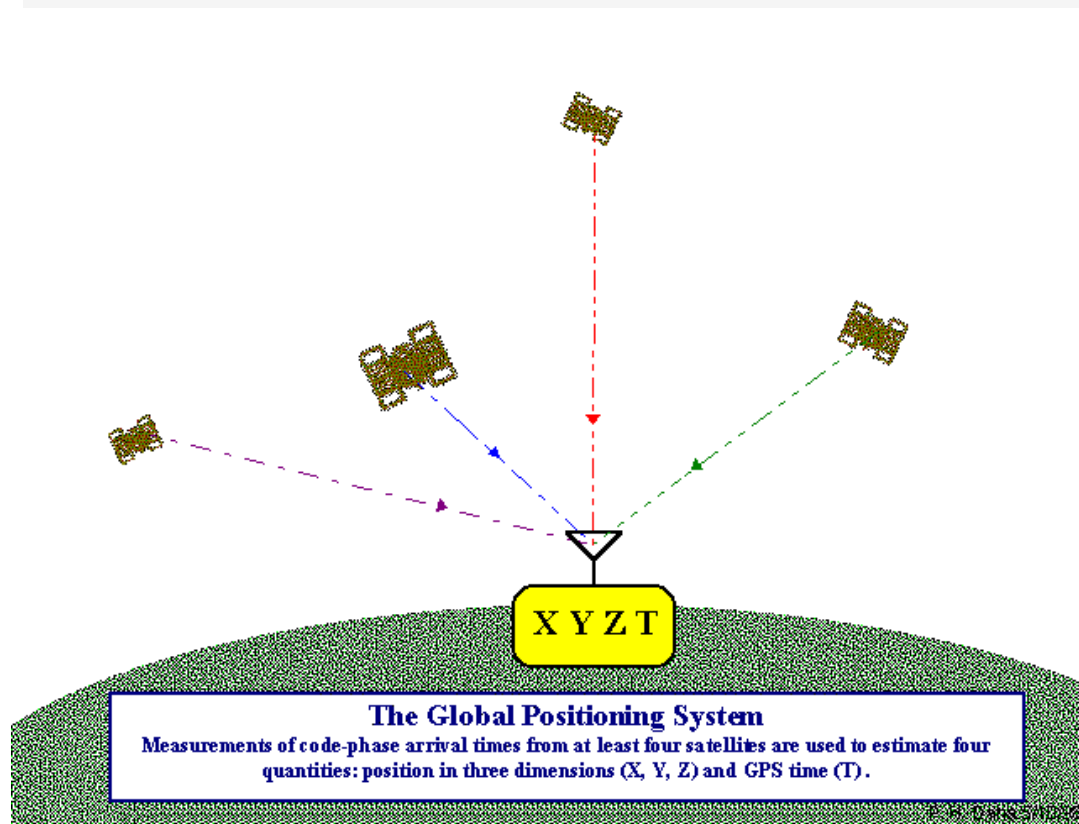 X Y Z T
The Global Positioning System
Measurements of code-phase arrival times from at least four satellites are used to estimate four
quantities: position in three dimensions (X, Y, Z) and GPS time (T).
P. H. Dana